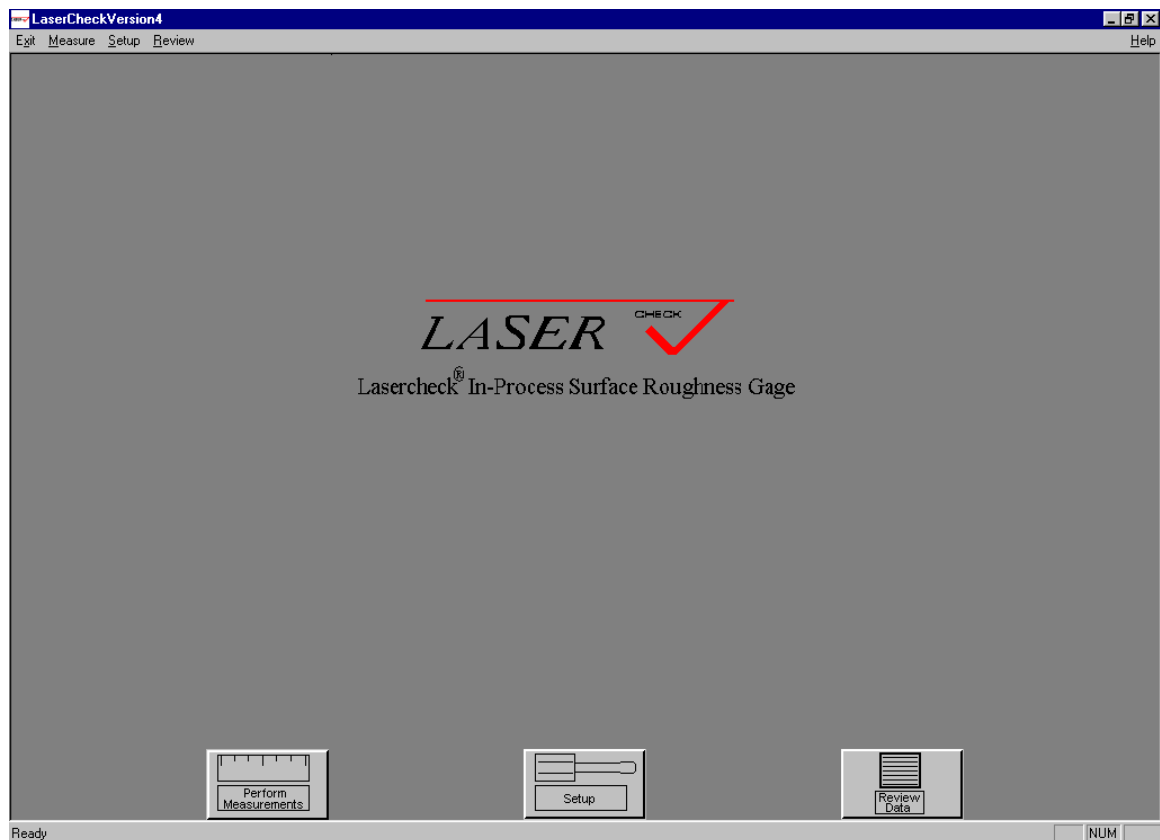 LaserCheckVersion4
Exit Measure Setup Review Help
LASER CHECK
Lasercheck® In-Process Surface Roughness Gage
Perform
Measurements
Setup
Review
Data
Ready NUM